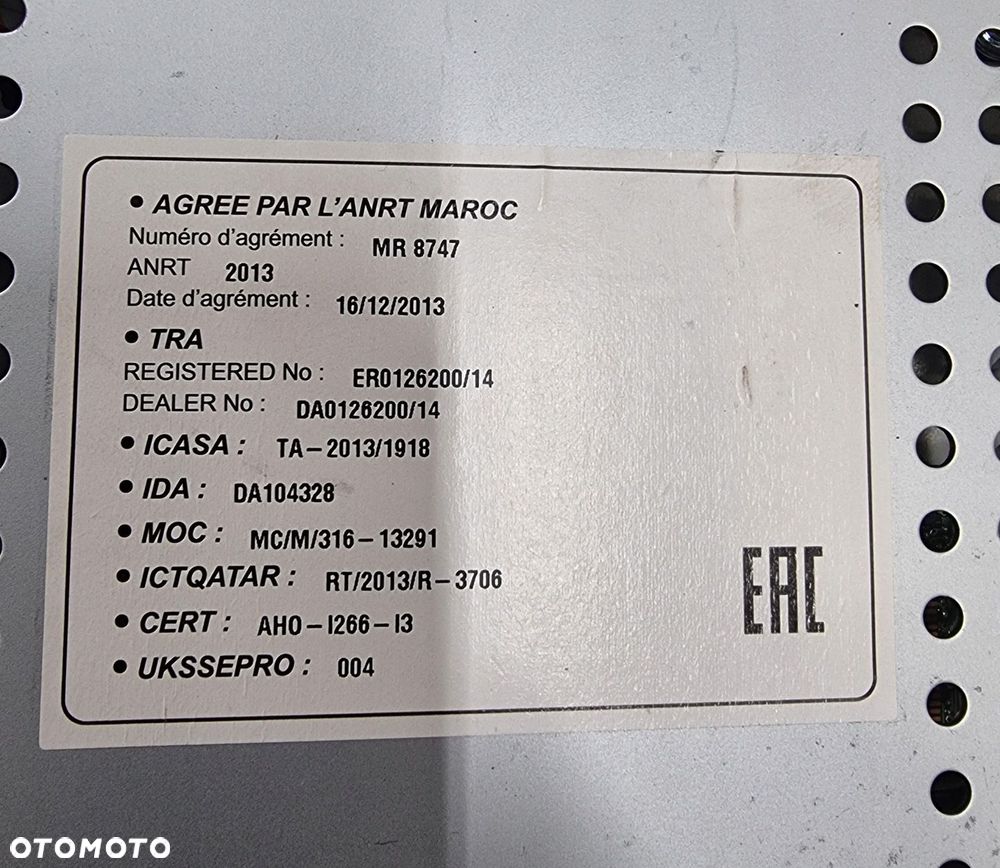 • AGREE PAR L'ANRT MAROC
Numéro d'agrément : MR 8747
ANRT 2013
Date d'agrément : 16/12/2013
• TRA
REGISTERED No : ER0126200/14
DEALER No : DA0126200/14
• ICASA : TA-2013/1918
• IDA : DA104328
• MOC : MC/M/316-13291
• ICTQATAR : RT/2013/R-3706
• CERT : AHO-I266-I3
• UKSSEPRO : 004
EAC
OTOMOTO